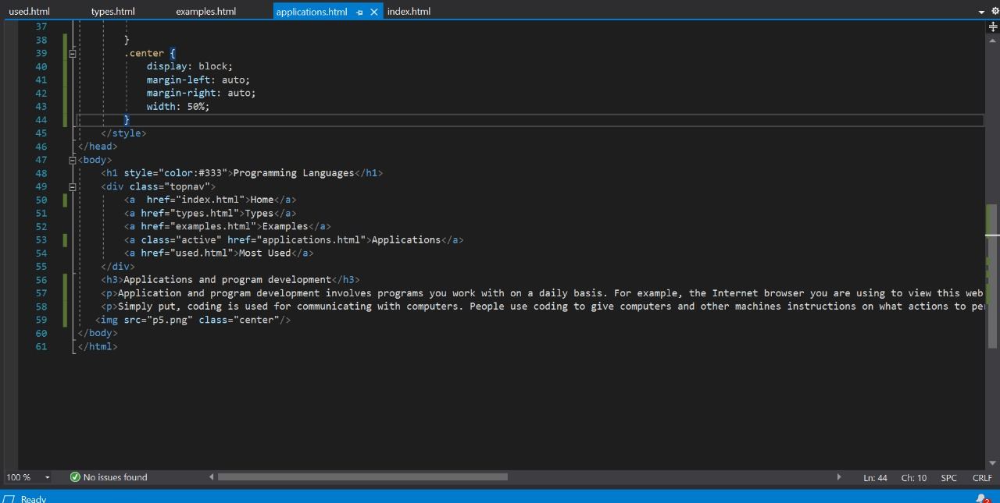 used.html types.html examples.html applications.html index.html
37
38 }
39 .center {
40 display: block;
41 margin-left: auto;
42 margin-right: auto;
43 width: 50%;
44 }
45 </style>
46 </head>
47 <body>
48 <h1 style="color:#333">Programming Languages</h1>
49 <div class="topnav">
50 <a  href="index.html">Home</a>
51 <a href="types.html">Types</a>
52 <a href="examples.html">Examples</a>
53 <a class="active" href="applications.html">Applications</a>
54 <a href="used.html">Most Used</a>
55 </div>
56 <h3>Applications and program development</h3>
57 <p>Application and program development involves programs you work with on a daily basis. For example, the Internet browser you are using to view this web
58 <p>Simply put, coding is used for communicating with computers. People use coding to give computers and other machines instructions on what actions to
59 <img src="p5.png" class="center"/>
60 </body>
61 </html>
100 % No issues found Ln: 44 Ch: 10 SPC CRLF
Ready 2